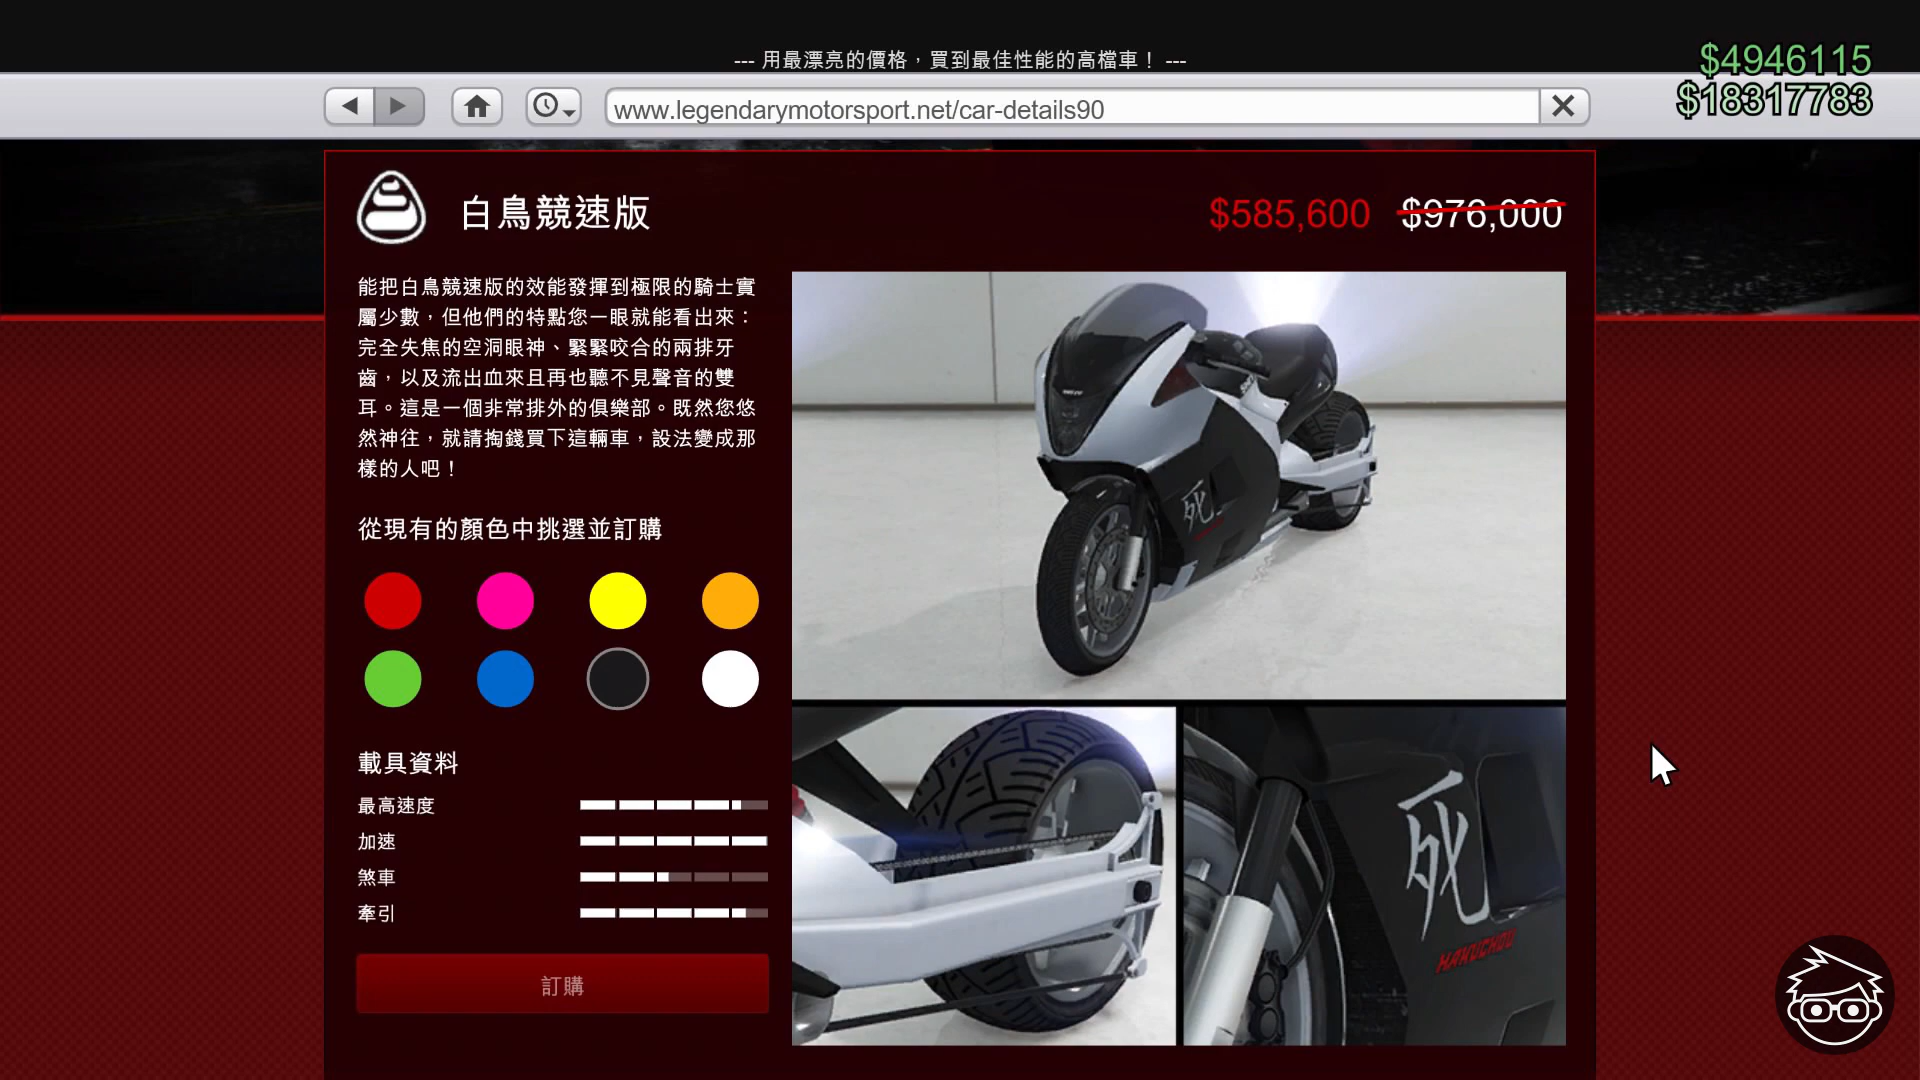 --- 用最漂亮的價格，買到最佳性能的高檔車！ ---
$4946115
$18317783
www.legendarymotorsport.net/car-details90
白鳥競速版
$585,600 $976,000
能把白鳥競速版的效能發揮到極限的騎士實
屬少數，但他們的特點您一眼就能看出來：
完全失焦的空洞眼神、緊緊咬合的兩排牙
齒，以及流出血來且再也聽不見聲音的雙
耳。這是一個非常排外的俱樂部。既然您悠
然神往，就請掏錢買下這輛車，設法變成那
樣的人吧！
死
從現有的顏色中挑選並訂購
載具資料
最高速度
加速
煞車
牽引
訂購
死
HAKUCHOU